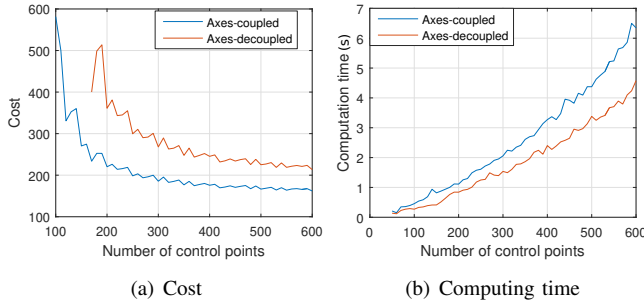 600
500
400
300
200
100
Cost
Axes-coupled
Axes-decoupled
100 200 300 400 500 600
Number of control points
(a) Cost
7
6
5
4
3
2
1
0
Computation time (s)
Axes-coupled
Axes-decoupled
0 100 200 300 400 500 600
Number of control points
(b) Computing time